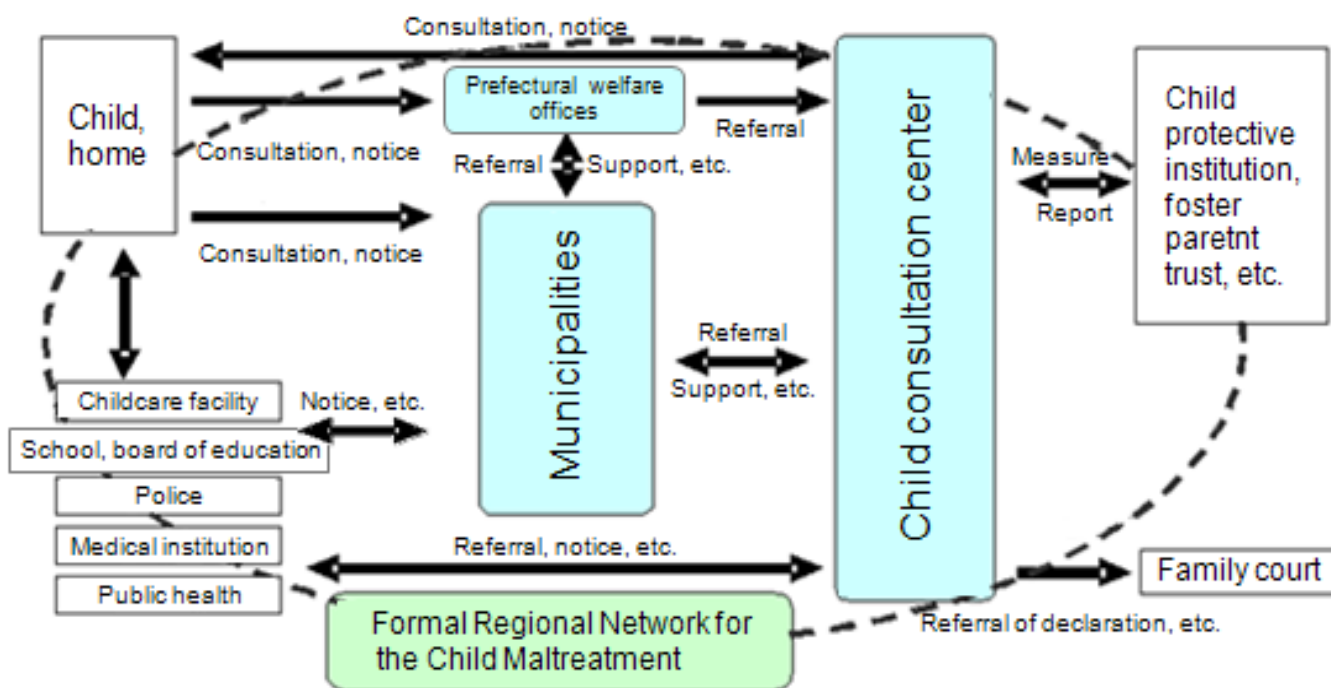 Consultation, notice
Child,
home
Prefectural welfare
offices
Consultation, notice
Referral
Referral
Support, etc.
Consultation, notice
Municipalities
Child consultation center
Measure
Report
Child
protective
institution,
foster
paretnt
trust, etc.
Referral
Support, etc.
Childcare facility
School, board of education
Police
Medical institution
Public health
Notice, etc.
Referral, notice, etc.
Formal Regional Network for
the Child Maltreatment
Family court
Referral of declaration, etc.